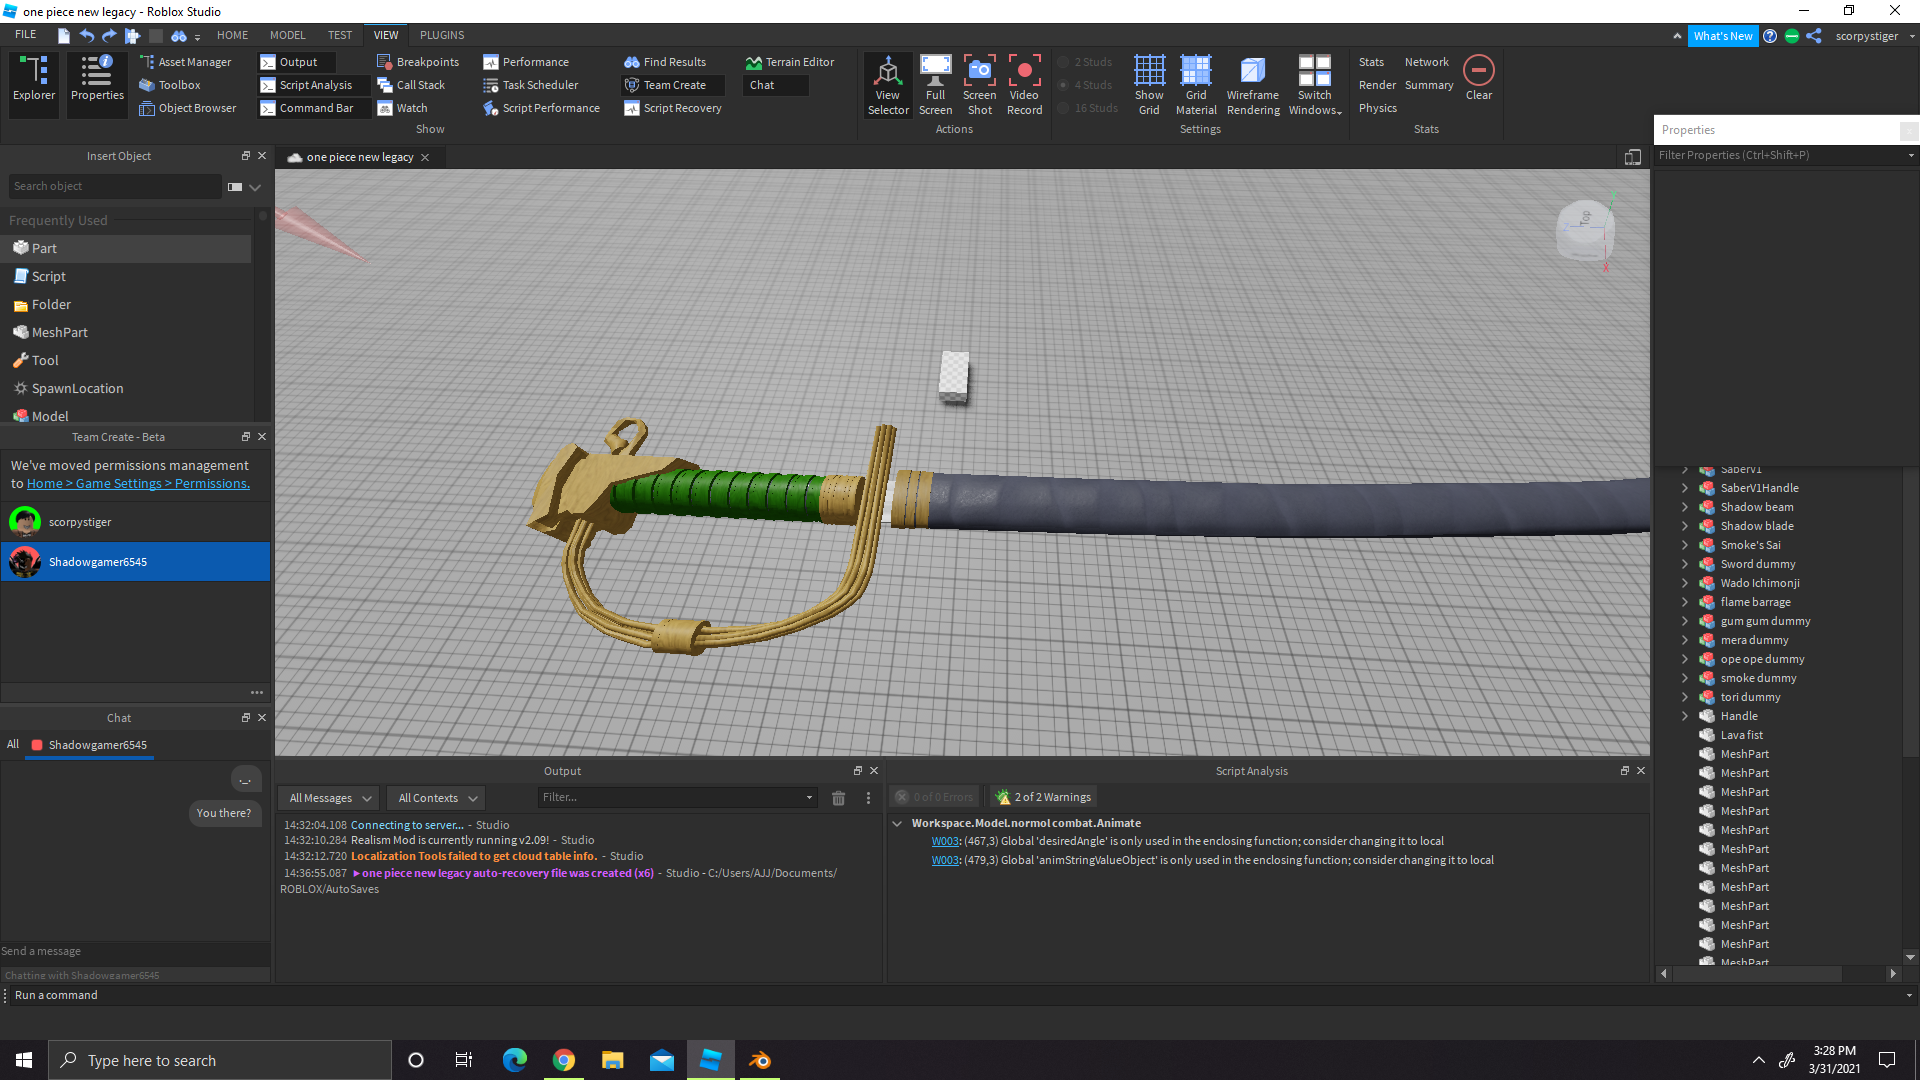 one piece new legacy - Roblox Studio
FILE HOME MODEL TEST VIEW PLUGINS What's New scorpystiger
Explorer Properties
Asset Manager
Toolbox
Object Browser
Output
Script Analysis
Command Bar
Breakpoints
Call Stack
Watch
Performance
Task Scheduler
Script Performance
Find Results
Team Create
Script Recovery
Terrain Editor
Chat
Show
View Selector
Full Screen
Screen Shot
Video Record
Actions
2 Studs
4 Studs
16 Studs
Show Grid
Grid Material
Wireframe Rendering
Switch Windows
Settings
Stats Network
Render Summary
Physics
Clear
Stats
Insert Object
Search object
Frequently Used
Part
Script
Folder
MeshPart
Tool
SpawnLocation
Model
Team Create - Beta
We've moved permissions management
to Home > Game Settings > Permissions.
scorpystiger
Shadowgamer6545
Chat
All Shadowgamer6545
._.
You there?
Send a message
Chatting with Shadowgamer6545
Run a command
one piece new legacy
Top
Z
X
Output
All Messages All Contexts Filter...
14:32:04.108 Connecting to server... - Studio
14:32:10.284 Realism Mod is currently running v2.09! - Studio
14:32:12.720 Localization Tools failed to get cloud table info. - Studio
14:36:55.087 one piece new legacy auto-recovery file was created (x6) - Studio - C:/Users/AJJ/Documents/
ROBLOX/AutoSaves
Script Analysis
0 of 0 Errors 2 of 2 Warnings
Workspace.Model.normol combat.Animate
W003: (467,3) Global 'desiredAngle' is only used in the enclosing function; consider changing it to local
W003: (479,3) Global 'animStringValueObject' is only used in the enclosing function; consider changing it to local
Properties
Filter Properties (Ctrl+Shift+P)
SaberV1
SaberV1Handle
Shadow beam
Shadow blade
Smoke's Sai
Sword dummy
Wado Ichimonji
flame barrage
gum gum dummy
mera dummy
ope ope dummy
smoke dummy
tori dummy
Handle
Lava fist
MeshPart
MeshPart
MeshPart
MeshPart
MeshPart
MeshPart
MeshPart
MeshPart
MeshPart
MeshPart
MeshPart
MeshPart
Type here to search
3:28 PM
3/31/2021